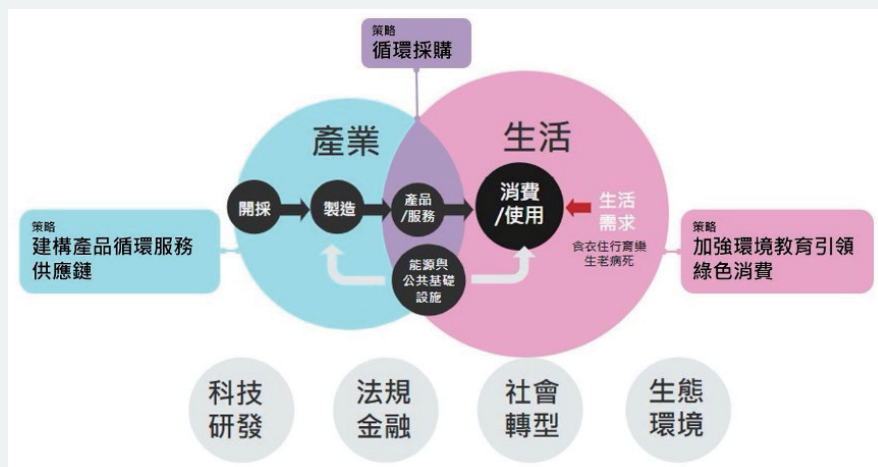 策略
循環採購
產業
生活
開採
製造
產品
/服務
消費
/使用
生活
需求
食衣住行育樂
生老病死
能源與
公共基礎
設施
策略
建構產品循環服務
供應鏈
策略
加強環境教育引領
綠色消費
科技
研發
法規
金融
社會
轉型
生態
環境